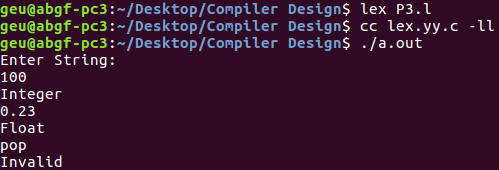 geu@abgf-pc3:~/Desktop/Compiler Design$ lex P3.l
geu@abgf-pc3:~/Desktop/Compiler Design$ cc lex.yy.c -ll
geu@abgf-pc3:~/Desktop/Compiler Design$ ./a.out
Enter String:
100
Integer
0.23
Float
pop
Invalid